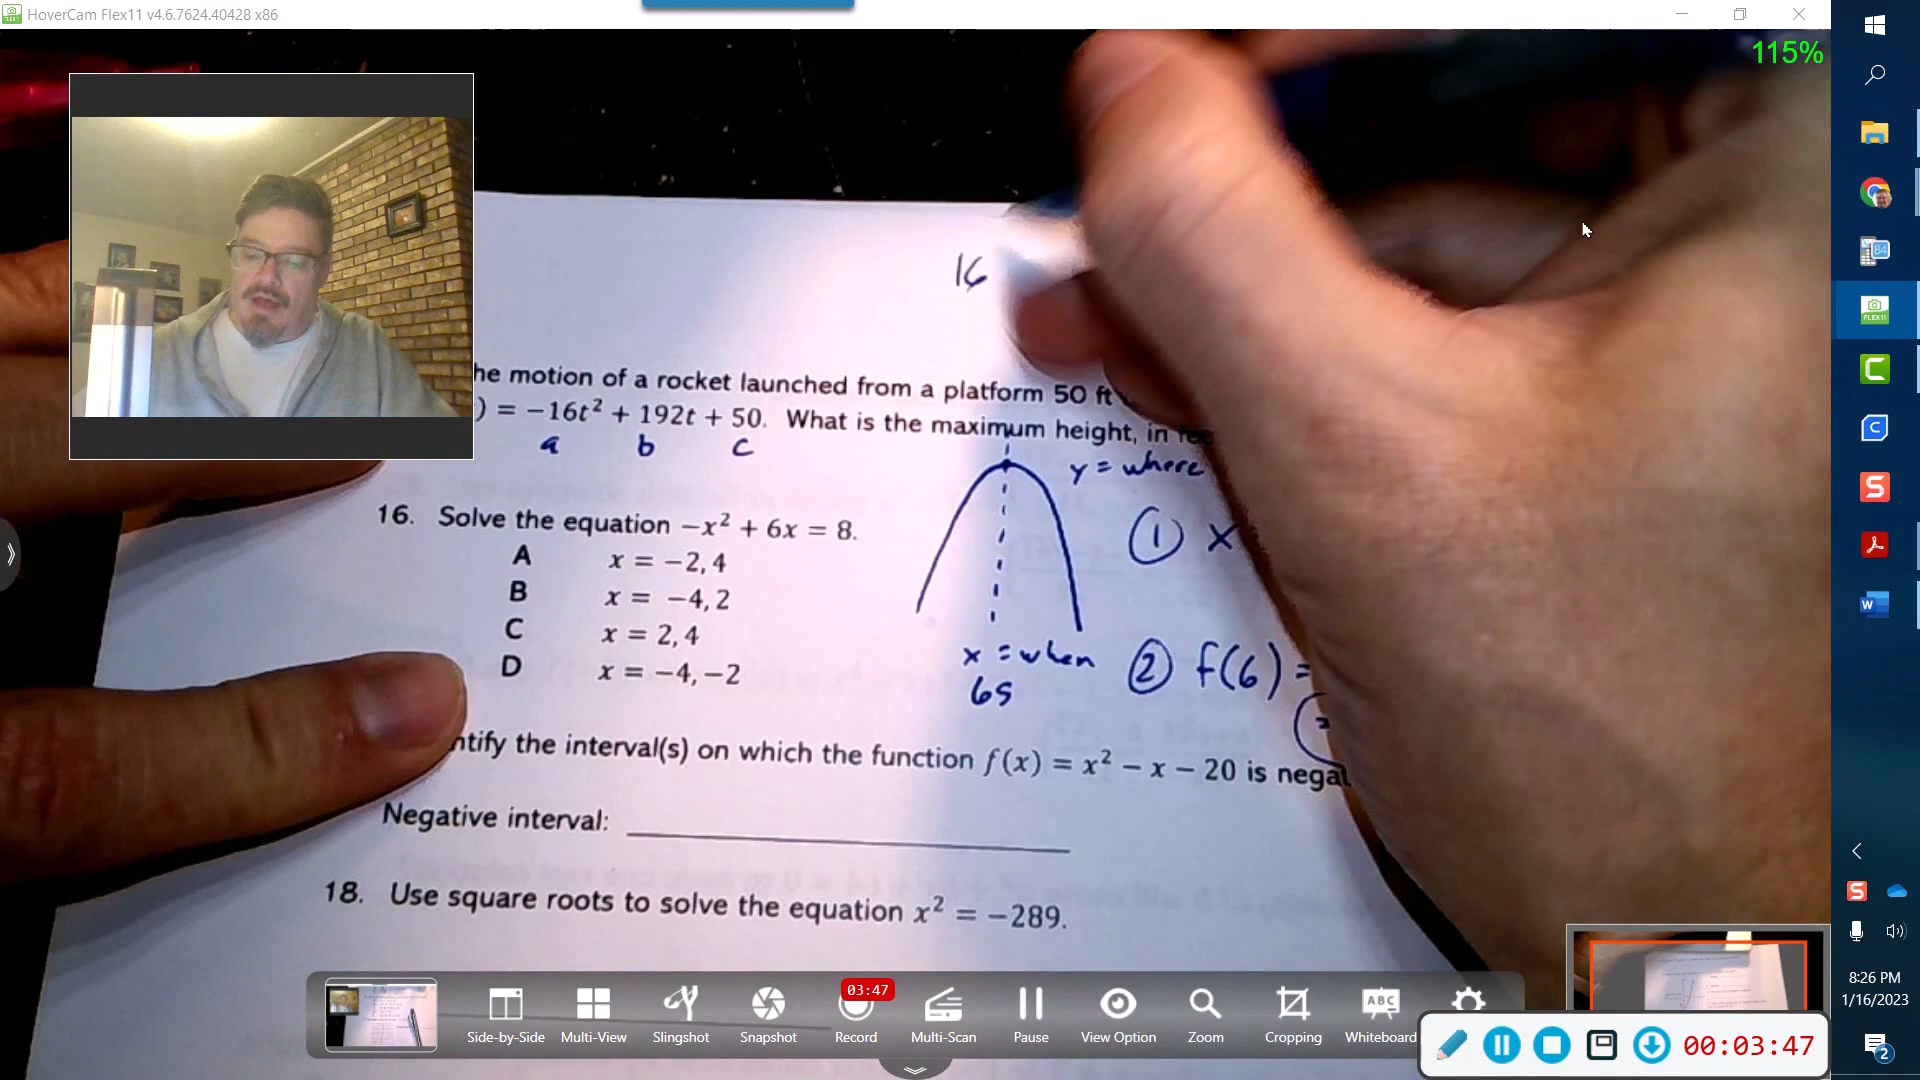 HoverCam Flex11 v4.6.7624.40428 x86
115%
16
he motion of a rocket launched from a platform 50 ft
) = −16t² + 192t + 50. What is the maximum height, in
a b c
y = where
16. Solve the equation −x² + 6x = 8.
A x = −2, 4
B x = −4, 2
C x = 2, 4
D x = −4, −2
① x
x = when
6s
② f(6) =
=
ntify the interval(s) on which the function f(x) = x² − x − 20 is negat
Negative interval:
18. Use square roots to solve the equation x² = −289.
03:47
Side-by-Side Multi-View Slingshot Snapshot Record Multi-Scan Pause View Option Zoom Cropping Whiteboard
ABC
00:03:47
84
FLEX11
8:26 PM
1/16/2023
2